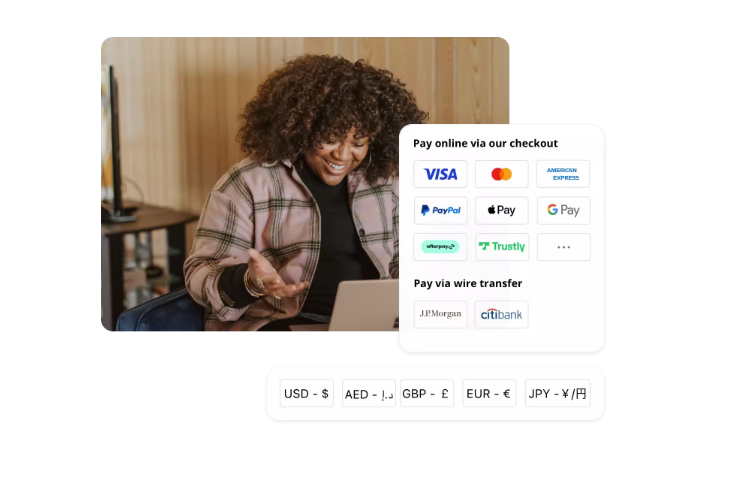 Pay online via our checkout
VISA
AMERICAN
EXPRESS
PayPal
Pay
G Pay
afterpay
Trustly
Pay via wire transfer
J.P.Morgan
citibank
USD - $
AED - د.إ
GBP - £
EUR - €
JPY - ¥/円